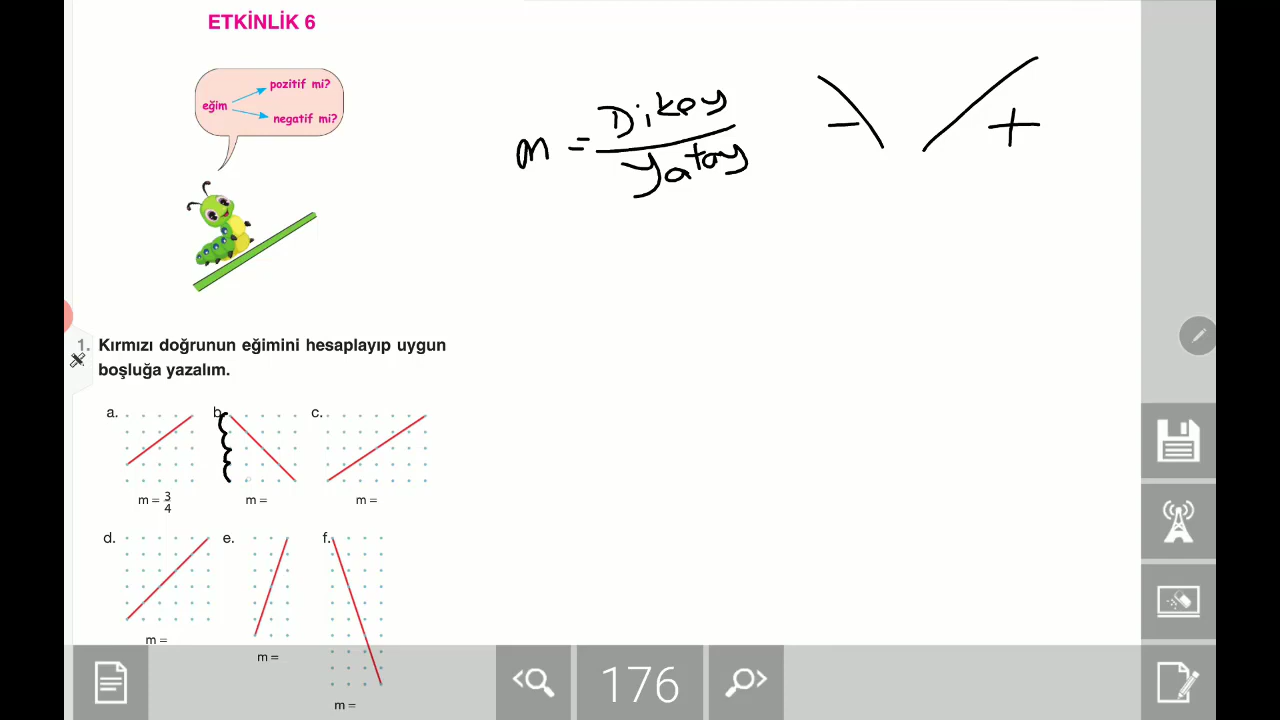 ETKİNLİK 6
pozitif mi?
eğim
negatif mi?
m = Dikey
Yatay
−
+
1. Kırmızı doğrunun eğimini hesaplayıp uygun
boşluğa yazalım.
a. b. c.
m = 3/4 m = m =
d. e. f.
m =
m =
m =
176